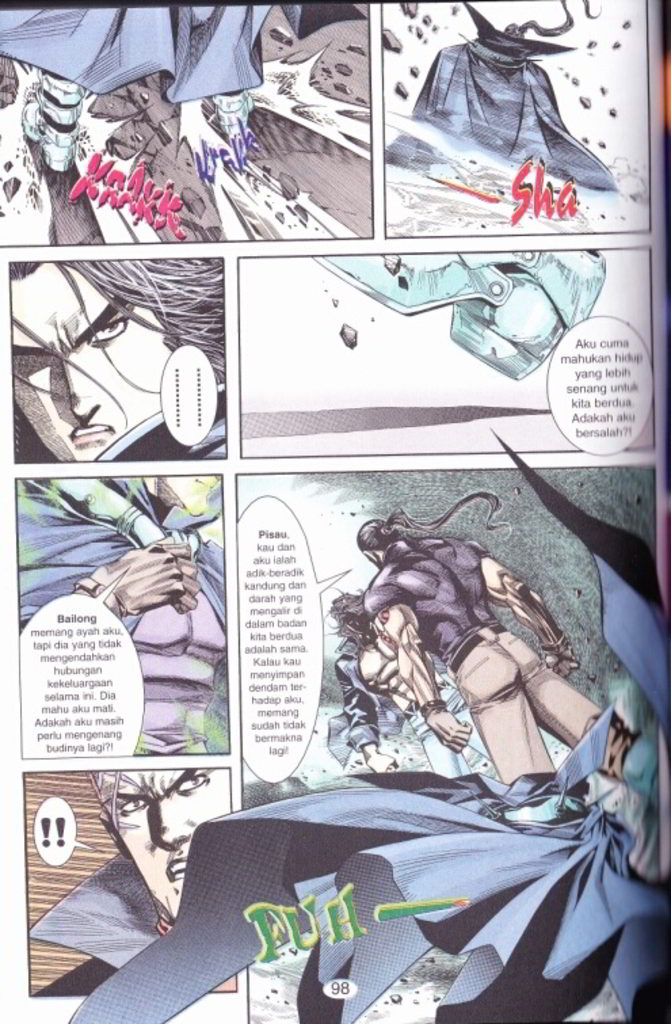 KRAKK
Kravik
Sha
..........
Aku cuma
mahukan hidup
yang lebih
senang untuk
kita berdua.
Adakah aku
bersalah?!
Bailong
memang ayah aku,
tapi dia yang tidak
mengendahkan
hubungan
kekeluargaan
selama ini. Dia
mahu aku mati.
Adakah aku masih
perlu mengenang
budinya lagi?!
Pisau,
kau dan
aku ialah
adik-beradik
kandung dan
darah yang
mengalir di
dalam badan
kita berdua
adalah sama.
Kalau kau
menyimpan
dendam ter-
hadap aku,
memang
sudah tidak
bermakna
lagi!
!!
FUH
98